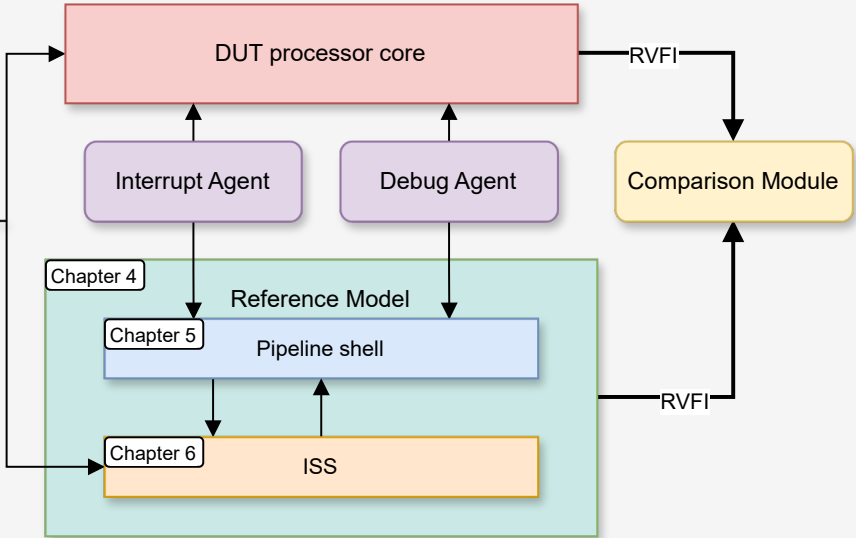 DUT processor core
RVFI
Interrupt Agent
Debug Agent
Comparison Module
Chapter 4
Reference Model
Chapter 5
Pipeline shell
RVFI
Chapter 6
ISS